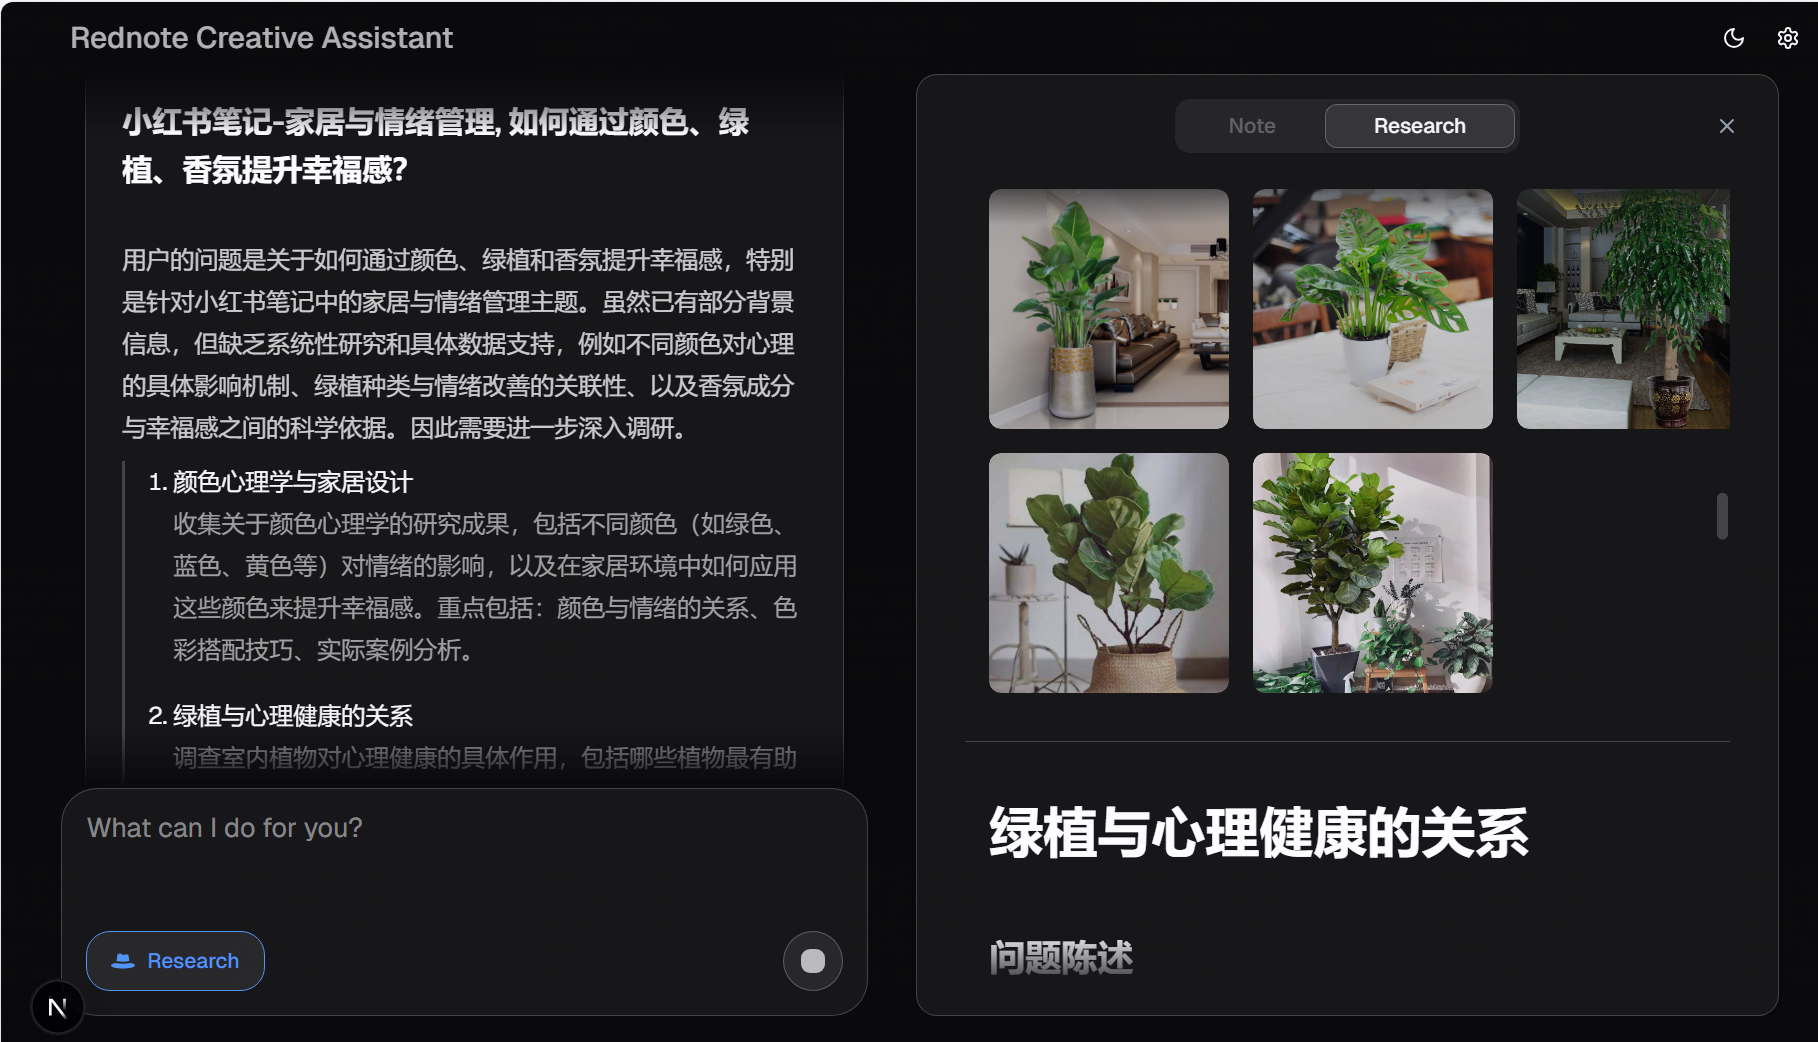 Rednote Creative Assistant
小红书笔记-家居与情绪管理, 如何通过颜色、绿
植、香氛提升幸福感?
用户的问题是关于如何通过颜色、绿植和香氛提升幸福感，特别
是针对小红书笔记中的家居与情绪管理主题。虽然已有部分背景
信息，但缺乏系统性研究和具体数据支持，例如不同颜色对心理
的具体影响机制、绿植种类与情绪改善的关联性、以及香氛成分
与幸福感之间的科学依据。因此需要进一步深入调研。
1. 颜色心理学与家居设计
收集关于颜色心理学的研究成果，包括不同颜色（如绿色、
蓝色、黄色等）对情绪的影响，以及在家居环境中如何应用
这些颜色来提升幸福感。重点包括：颜色与情绪的关系、色
彩搭配技巧、实际案例分析。
2. 绿植与心理健康的关系
调查室内植物对心理健康的具体作用，包括哪些植物最有助
What can I do for you?
Research
N
Note
Research
绿植与心理健康的关系
问题陈述